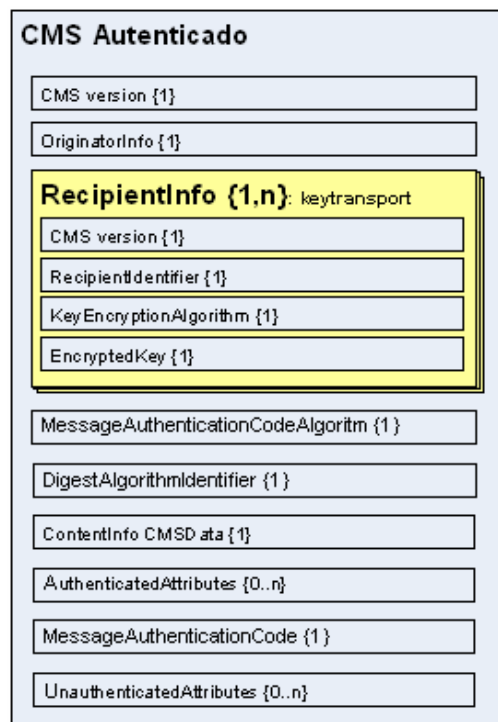 CMS Autenticado
CMS version {1}
OriginatorInfo {1}
RecipientInfo {1,n}: keytransport
CMS version {1}
RecipientIdentifier {1}
KeyEncryptionAlgorithm {1}
EncryptedKey {1}
MessageAuthenticationCodeAlgoritm {1 }
DigestAlgorithmIdentifier {1 }
ContentInfo CMSData {1}
AuthenticatedAttributes {0..n}
MessageAuthenticationCode {1 }
UnauthenticatedAttributes {0..n}